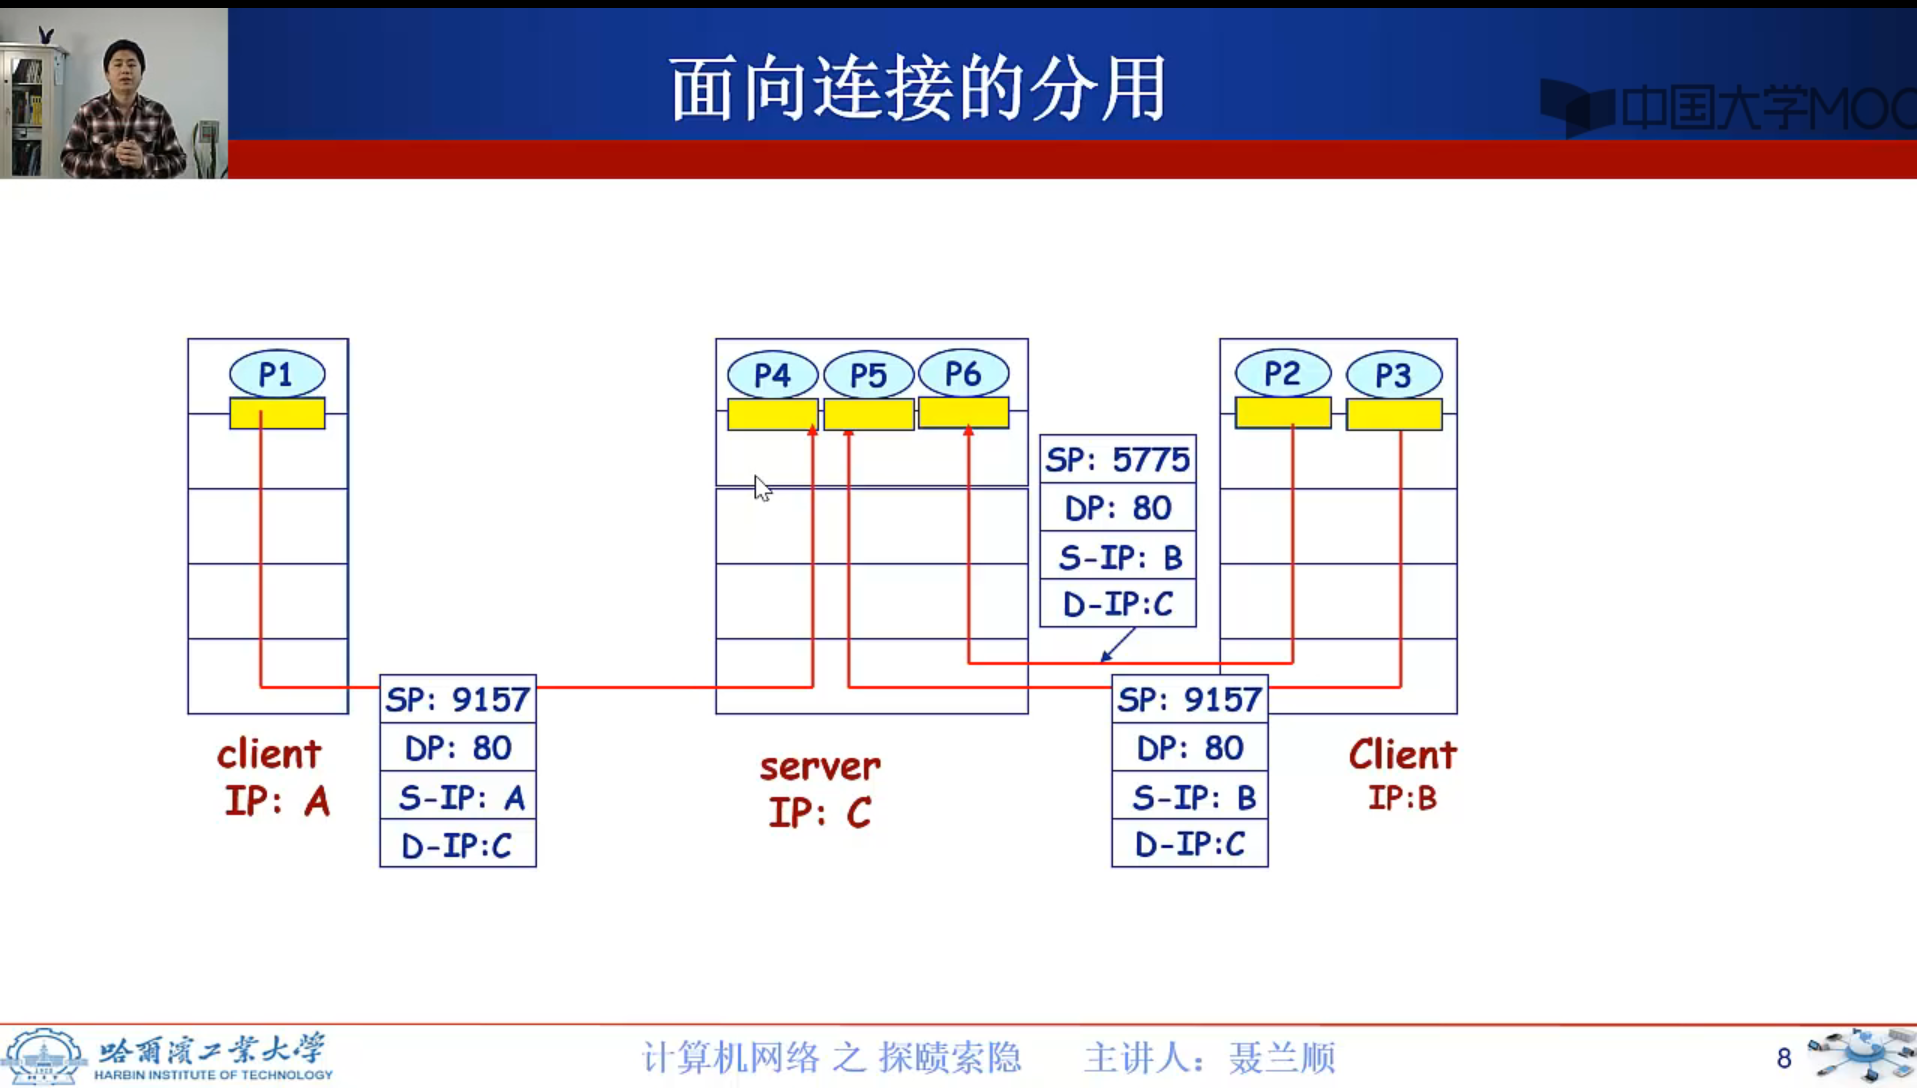 面向连接的分用
中国大学MOC
P1
P4
P5
P6
P2
P3
SP: 5775
DP: 80
S-IP: B
D-IP:C
SP: 9157
DP: 80
S-IP: A
D-IP:C
SP: 9157
DP: 80
S-IP: B
D-IP:C
client
IP: A
server
IP: C
Client
IP:B
哈爾濱工業大學
HARBIN INSTITUTE OF TECHNOLOGY
计算机网络 之 探赜索隐
主讲人：聂兰顺
8